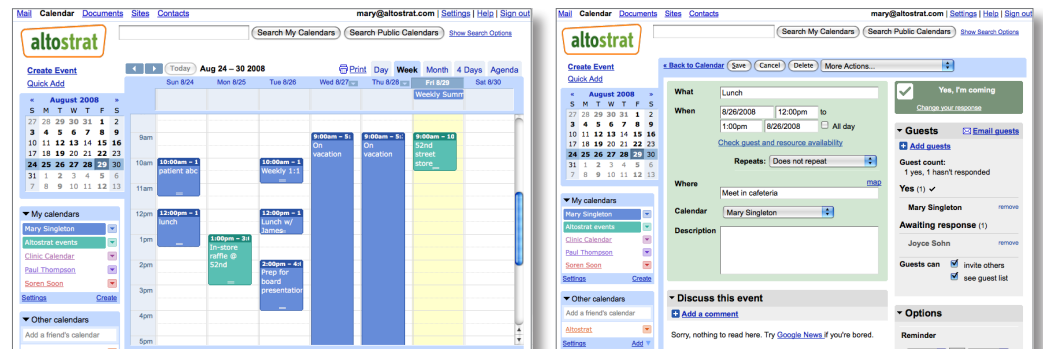 Mail Calendar Documents Sites Contacts
mary@altostrat.com | Settings | Help | Sign out
altostrat
Search My Calendars Search Public Calendars Show Search Options
Create Event
Quick Add
Today Aug 24 – 30 2008
Print Day Week Month 4 Days Agenda
Sun 8/24 Mon 8/25 Tue 8/26 Wed 8/27 Thu 8/28 Fri 8/29 Sat 8/30
Weekly Summ
« August 2008 »
S M T W T F S
27 28 29 30 31 1 2
3 4 5 6 7 8 9
10 11 12 13 14 15 16
17 18 19 20 21 22 23
24 25 26 27 28 29 30
31 1 2 3 4 5 6
7 8 9 10 11 12 13
9am
10am
11am
12pm
1pm
2pm
3pm
4pm
5pm
10:00am – 1
patient abc
12:00pm – 1
lunch
1:00pm – 3:
In-store
raffle @
52nd
10:00am – 1
Weekly 1:1
12:00pm – 1
Lunch w/
James
2:00pm – 4:
Prep for
board
presentation
9:00am – 5:
On
vacation
9:00am – 5:
On
vacation
9:00am – 10
52nd
street
store
My calendars
Mary Singleton
Altostrat events
Clinic Calendar
Paul Thompson
Soren Soon
Settings Create
Other calendars
Add a friend's calendar
Mail Calendar Documents Sites Contacts
mary@altostrat.com | Settings | Help | Sign out
altostrat
Search My Calendars Search Public Calendars Show Search Options
Create Event
Quick Add
« August 2008 »
S M T W T F S
27 28 29 30 31 1 2
3 4 5 6 7 8 9
10 11 12 13 14 15 16
17 18 19 20 21 22 23
24 25 26 27 28 29 30
31 1 2 3 4 5 6
7 8 9 10 11 12 13
My calendars
Mary Singleton
Altostrat events
Clinic Calendar
Paul Thompson
Soren Soon
Settings Create
Other calendars
Add a friend's calendar
Altostrat
Settings Add
« Back to Calendar Save Cancel Delete More Actions...
What Lunch
When 8/26/2008 12:00pm to
1:00pm 8/26/2008 All day
Check guest and resource availability
Repeats: Does not repeat
Where map
Meet in cafeteria
Calendar Mary Singleton
Description
Discuss this event
Add a comment
Sorry, nothing to read here. Try Google News if you're bored.
Yes, I'm coming
Change your response
Guests Email guests
Add guests
Guest count:
1 yes, 1 hasn't responded
Yes (1)
Mary Singleton remove
Awaiting response (1)
Joyce Sohn remove
Guests can invite others
see guest list
Options
Reminder